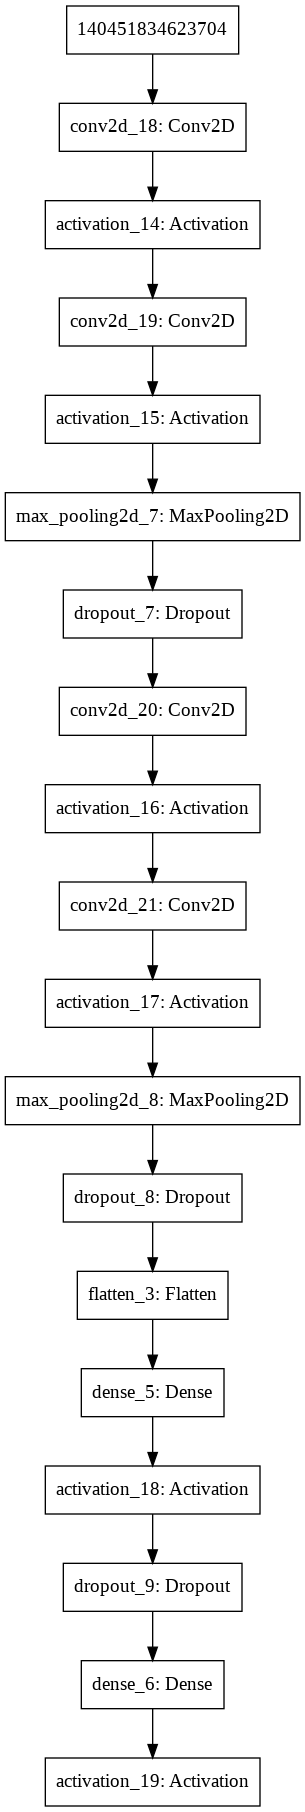 140451834623704
conv2d_18: Conv2D
activation_14: Activation
conv2d_19: Conv2D
activation_15: Activation
max_pooling2d_7: MaxPooling2D
dropout_7: Dropout
conv2d_20: Conv2D
activation_16: Activation
conv2d_21: Conv2D
activation_17: Activation
max_pooling2d_8: MaxPooling2D
dropout_8: Dropout
flatten_3: Flatten
dense_5: Dense
activation_18: Activation
dropout_9: Dropout
dense_6: Dense
activation_19: Activation